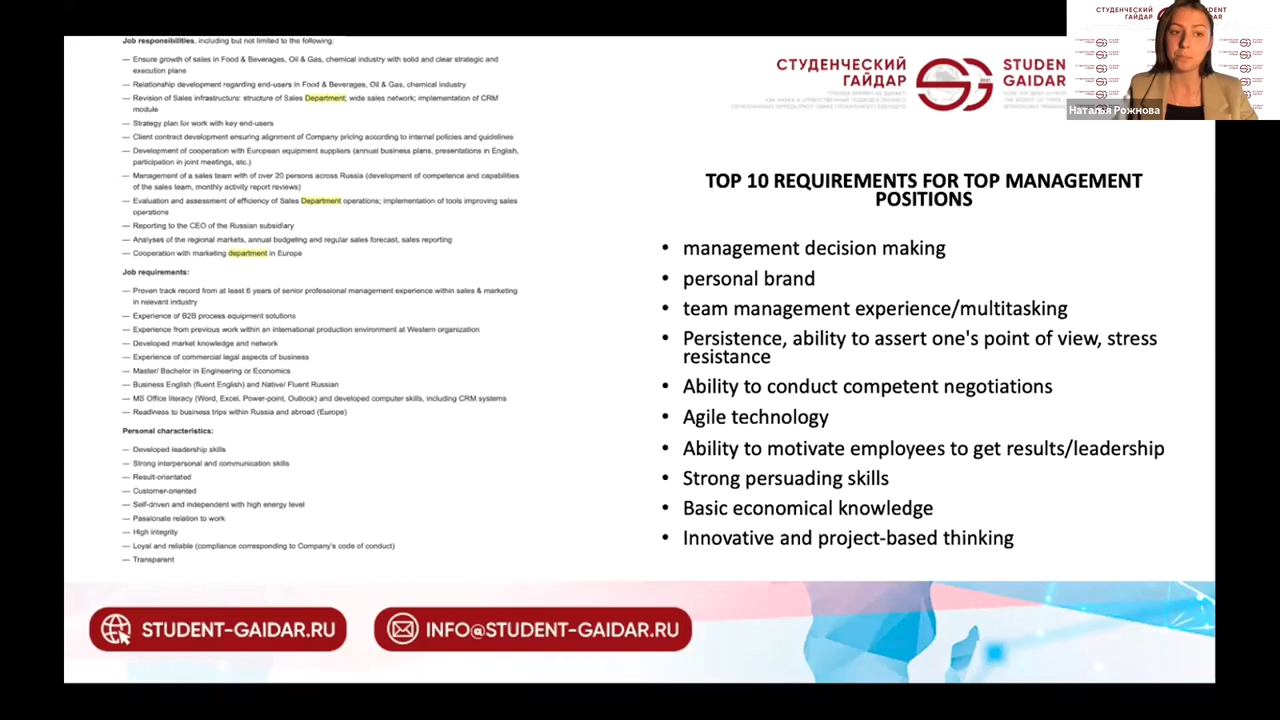 Job responsibilities, including but not limited to the following:
— Ensure growth of sales in Food & Beverages, Oil & Gas, chemical industry with solid and clear strategic and
execution plans
— Relationship development regarding end-users in Food & Beverages, Oil & Gas, chemical industry
— Revision of Sales infrastructure: structure of Sales Department; wide sales network; implementation of CRM
module
— Strategy plan for work with key end-users
— Client contract development ensuring alignment of Company pricing according to internal policies and guidelines
— Development of cooperation with European equipment suppliers (annual business plans, presentations in English,
participation in joint meetings, etc.)
— Management of a sales team with of over 20 persons across Russia (development of competence and capabilities
of the sales team, monthly activity report reviews)
— Evaluation and assessment of efficiency of Sales Department operations; implementation of tools improving sales
operations
— Reporting to the CEO of the Russian subsidiary
— Analyses of the regional markets, annual budgeting and regular sales forecast, sales reporting
— Cooperation with marketing department in Europe
Job requirements:
— Proven track record from at least 6 years of senior professional management experience within sales & marketing
in relevant industry
— Experience of B2B process equipment solutions
— Experience from previous work within an international production environment at Western organization
— Developed market knowledge and network
— Experience of commercial legal aspects of business
— Master/ Bachelor in Engineering or Economics
— Business English (fluent English) and Native/ Fluent Russian
— MS Office literacy (Word, Excel, Power-point, Outlook) and developed computer skills, including CRM systems
— Readiness to business trips within Russia and abroad (Europe)
Personal characteristics:
— Developed leadership skills
— Strong interpersonal and communication skills
— Result-orientated
— Customer-oriented
— Self-driven and independent with high energy level
— Passionate relation to work
— High integrity
— Loyal and reliable (compliance corresponding to Company's code of conduct)
— Transparent
СТУДЕНЧЕСКИЙ
ГАЙДАР
STUDEN
GAIDAR
СТУДЕНЧЕСКИЙ
ГАЙДАР
Наталья Рожнова
TOP 10 REQUIREMENTS FOR TOP MANAGEMENT
POSITIONS
• management decision making
• personal brand
• team management experience/multitasking
• Persistence, ability to assert one's point of view, stress
resistance
• Ability to conduct competent negotiations
• Agile technology
• Ability to motivate employees to get results/leadership
• Strong persuading skills
• Basic economical knowledge
• Innovative and project-based thinking
STUDENT-GAIDAR.RU
INFO@STUDENT-GAIDAR.RU